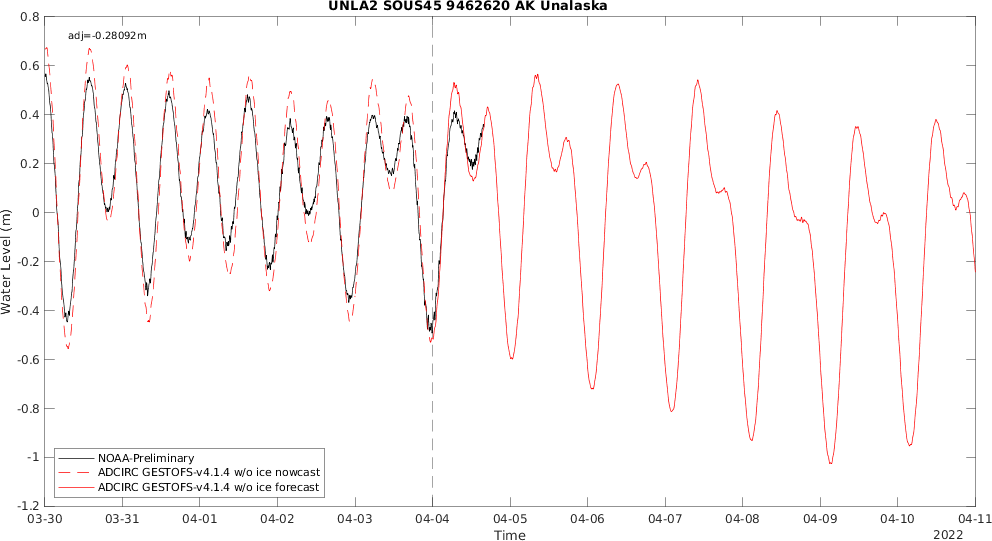 UNLA2 SOUS45 9462620 AK Unalaska
adj=-0.28092m
0.8
0.6
0.4
0.2
0
-0.2
-0.4
-0.6
-0.8
-1
-1.2
Water Level (m)
NOAA-Preliminary
ADCIRC GESTOFS-v4.1.4 w/o ice nowcast
ADCIRC GESTOFS-v4.1.4 w/o ice forecast
03-30 03-31 04-01 04-02 04-03 04-04 04-05 04-06 04-07 04-08 04-09 04-10 04-11
Time
2022